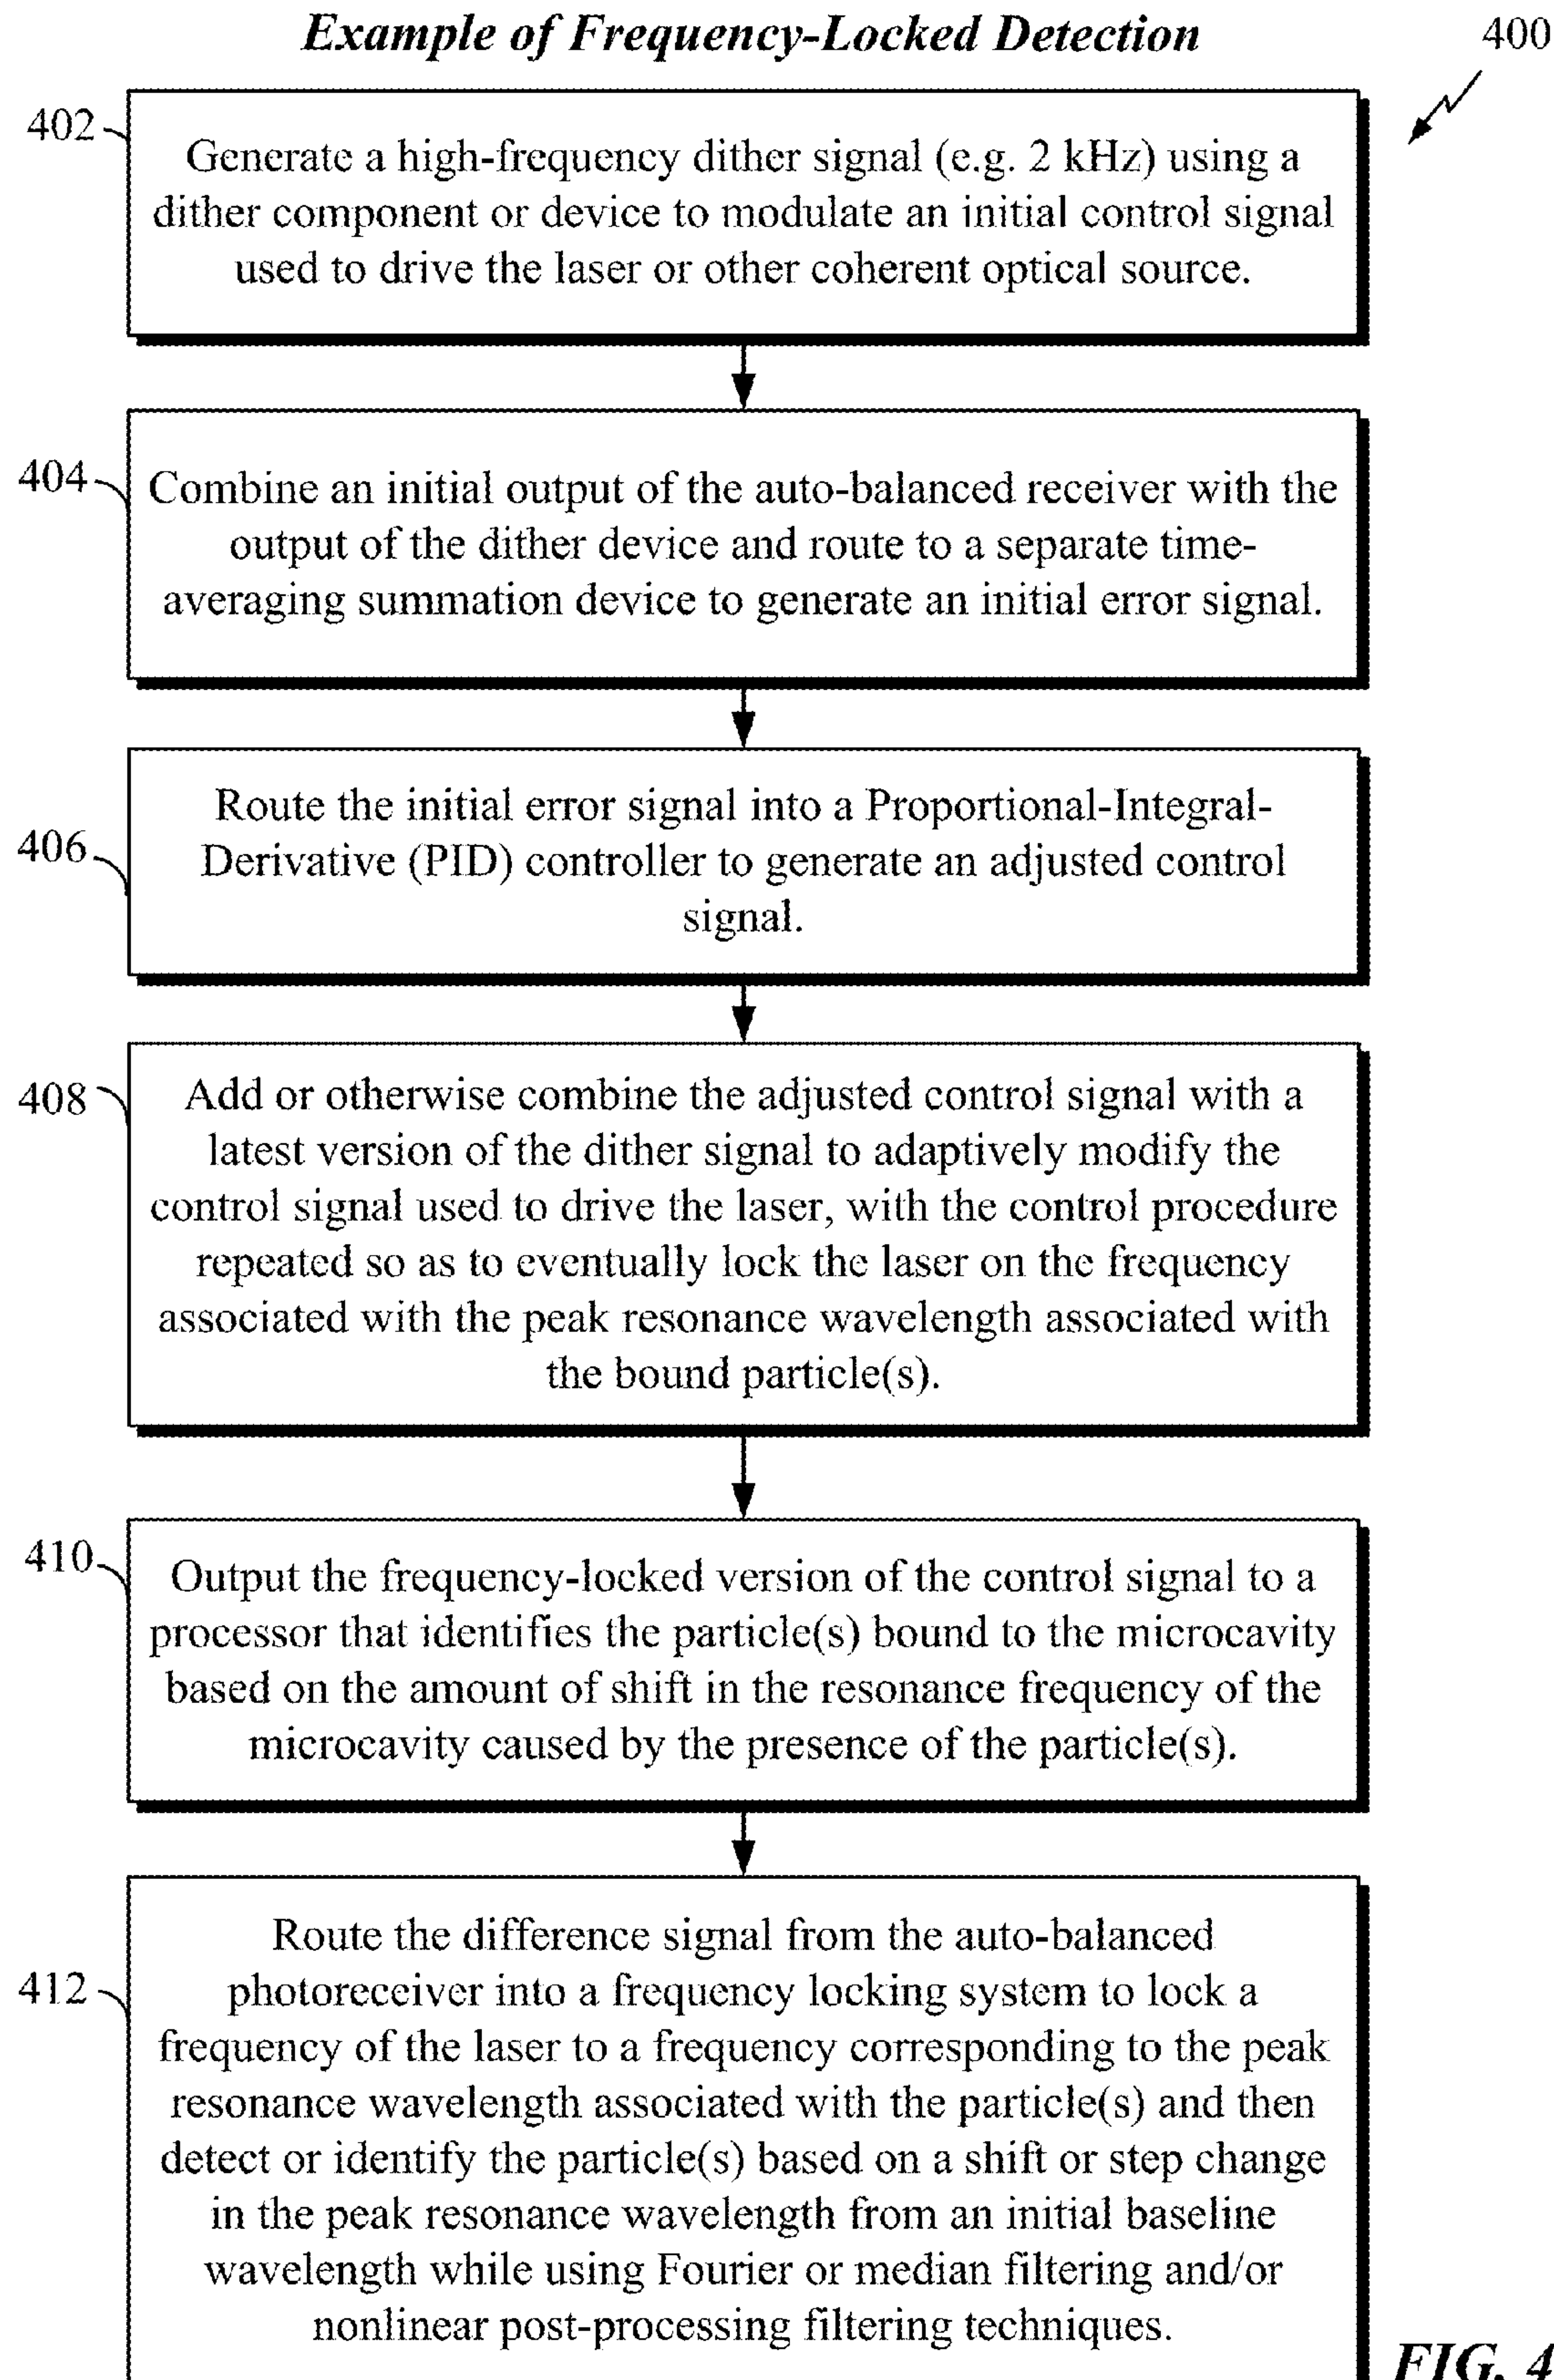 Example of Frequency-Locked Detection
400
402
Generate a high-frequency dither signal (e.g. 2 kHz) using a
dither component or device to modulate an initial control signal
used to drive the laser or other coherent optical source.
404
Combine an initial output of the auto-balanced receiver with the
output of the dither device and route to a separate time-
averaging summation device to generate an initial error signal.
406
Route the initial error signal into a Proportional-Integral-
Derivative (PID) controller to generate an adjusted control
signal.
408
Add or otherwise combine the adjusted control signal with a
latest version of the dither signal to adaptively modify the
control signal used to drive the laser, with the control procedure
repeated so as to eventually lock the laser on the frequency
associated with the peak resonance wavelength associated with
the bound particle(s).
410
Output the frequency-locked version of the control signal to a
processor that identifies the particle(s) bound to the microcavity
based on the amount of shift in the resonance frequency of the
microcavity caused by the presence of the particle(s).
412
Route the difference signal from the auto-balanced
photoreceiver into a frequency locking system to lock a
frequency of the laser to a frequency corresponding to the peak
resonance wavelength associated with the particle(s) and then
detect or identify the particle(s) based on a shift or step change
in the peak resonance wavelength from an initial baseline
wavelength while using Fourier or median filtering and/or
nonlinear post-processing filtering techniques.
FIG. 4